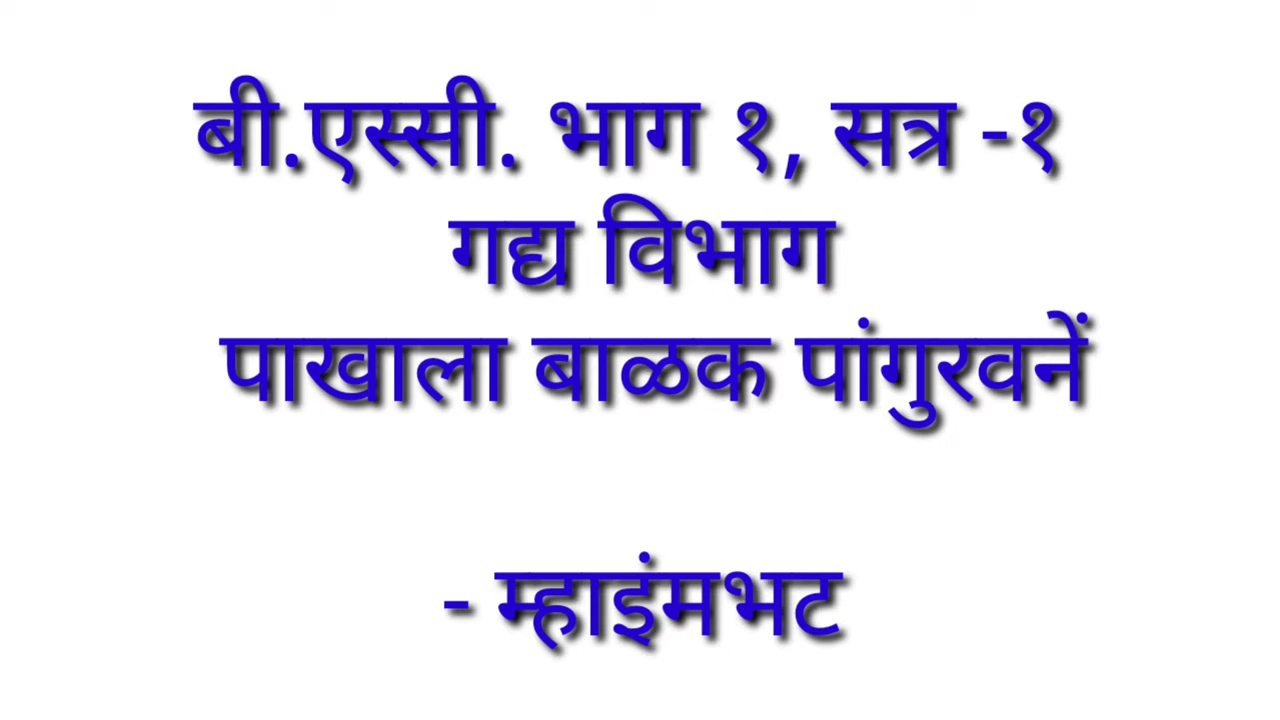 बी.एस्सी. भाग १, सत्र -१
गद्य विभाग
पाखाला बाळक पांगुरवनें
- म्हाइंमभट